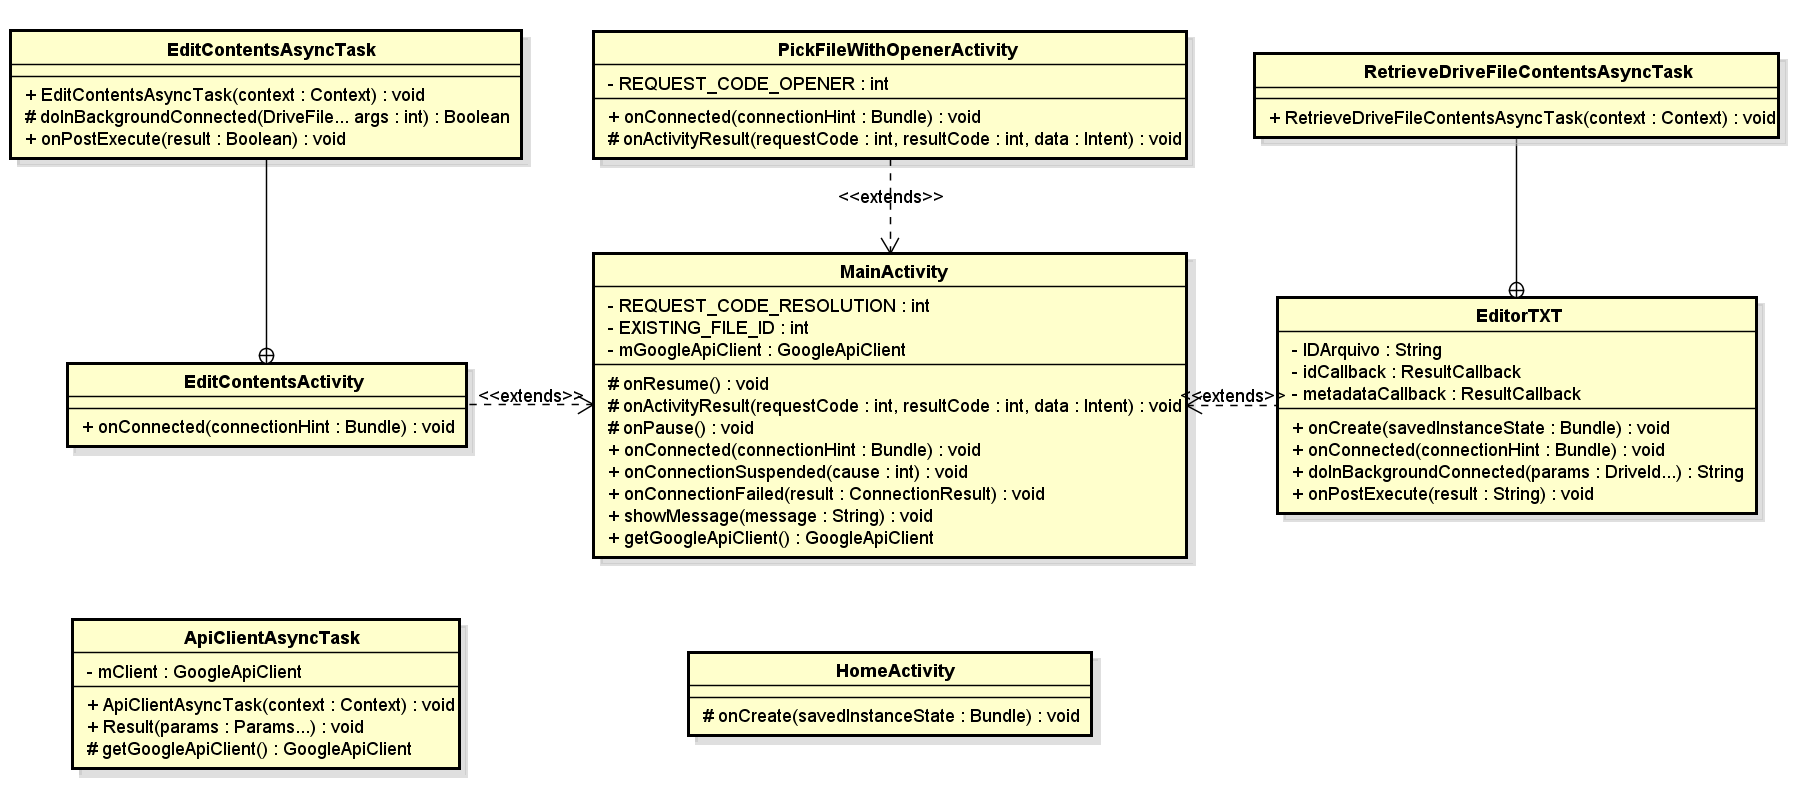 EditContentsAsyncTask
+ EditContentsAsyncTask(context : Context) : void
# doInBackgroundConnected(DriveFile... args : int) : Boolean
+ onPostExecute(result : Boolean) : void
PickFileWithOpenerActivity
- REQUEST_CODE_OPENER : int
+ onConnected(connectionHint : Bundle) : void
# onActivityResult(requestCode : int, resultCode : int, data : Intent) : void
RetrieveDriveFileContentsAsyncTask
+ RetrieveDriveFileContentsAsyncTask(context : Context) : void
<<extends>>
EditContentsActivity
+ onConnected(connectionHint : Bundle) : void
<<extends>>
MainActivity
- REQUEST_CODE_RESOLUTION : int
- EXISTING_FILE_ID : int
- mGoogleApiClient : GoogleApiClient
# onResume() : void
# onActivityResult(requestCode : int, resultCode : int, data : Intent) : void
# onPause() : void
+ onConnected(connectionHint : Bundle) : void
+ onConnectionSuspended(cause : int) : void
+ onConnectionFailed(result : ConnectionResult) : void
+ showMessage(message : String) : void
+ getGoogleApiClient() : GoogleApiClient
<<extends>>
EditorTXT
- IDArquivo : String
- idCallback : ResultCallback
- metadataCallback : ResultCallback
+ onCreate(savedInstanceState : Bundle) : void
+ onConnected(connectionHint : Bundle) : void
+ doInBackgroundConnected(params : DriveId...) : String
+ onPostExecute(result : String) : void
ApiClientAsyncTask
- mClient : GoogleApiClient
+ ApiClientAsyncTask(context : Context) : void
+ Result(params : Params...) : void
# getGoogleApiClient() : GoogleApiClient
HomeActivity
# onCreate(savedInstanceState : Bundle) : void